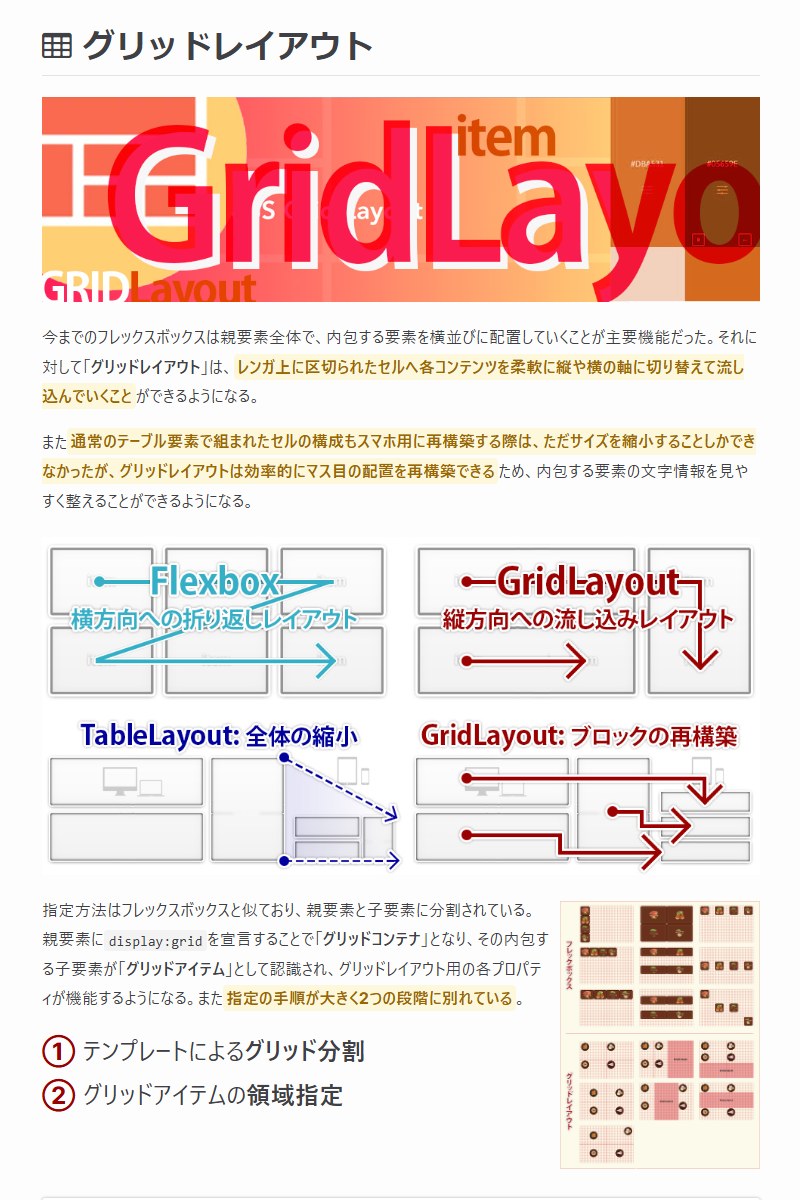 グリッドレイアウト
item
GridLayo
#DBA521
GRIDLayout
今までのフレックスボックスは親要素全体で、内包する要素を横並びに配置していくことが主要機能だった。それに
対して「グリッドレイアウト」は、レンガ上に区切られたセルへ各コンテンツを柔軟に縦や横の軸に切り替えて流し
込んでいくことができるようになる。
また通常のテーブル要素で組まれたセルの構成もスマホ用に再構築する際は、ただサイズを縮小することしかでき
なかったが、グリッドレイアウトは効率的にマス目の配置を再構築できるため、内包する要素の文字情報を見や
すく整えることができるようになる。
Flexbox
横方向への折り返しレイアウト
GridLayout
縦方向への流し込みレイアウト
TableLayout: 全体の縮小
GridLayout: ブロックの再構築
指定方法はフレックスボックスと似ており、親要素と子要素に分割されている。
親要素にdisplay:gridを宣言することで「グリッドコンテナ」となり、その内包す
る子要素が「グリッドアイテム」として認識され、グリッドレイアウト用の各プロパテ
ィが機能するようになる。また指定の手順が大きく2つの段階に別れている。
① テンプレートによるグリッド分割
② グリッドアイテムの領域指定
フレックボックス
グリッドレイアウト